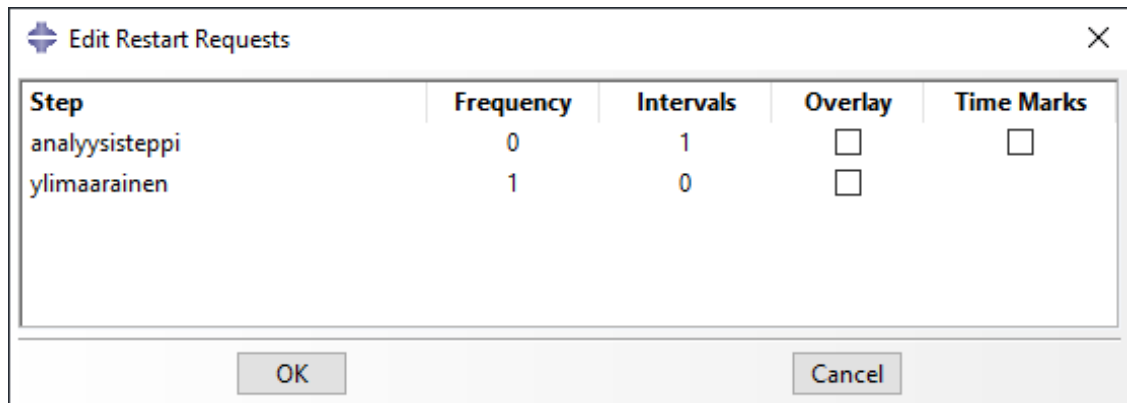 Edit Restart Requests
Step Frequency Intervals Overlay Time Marks
analyysisteppi 0 1
ylimaarainen 1 0
OK Cancel